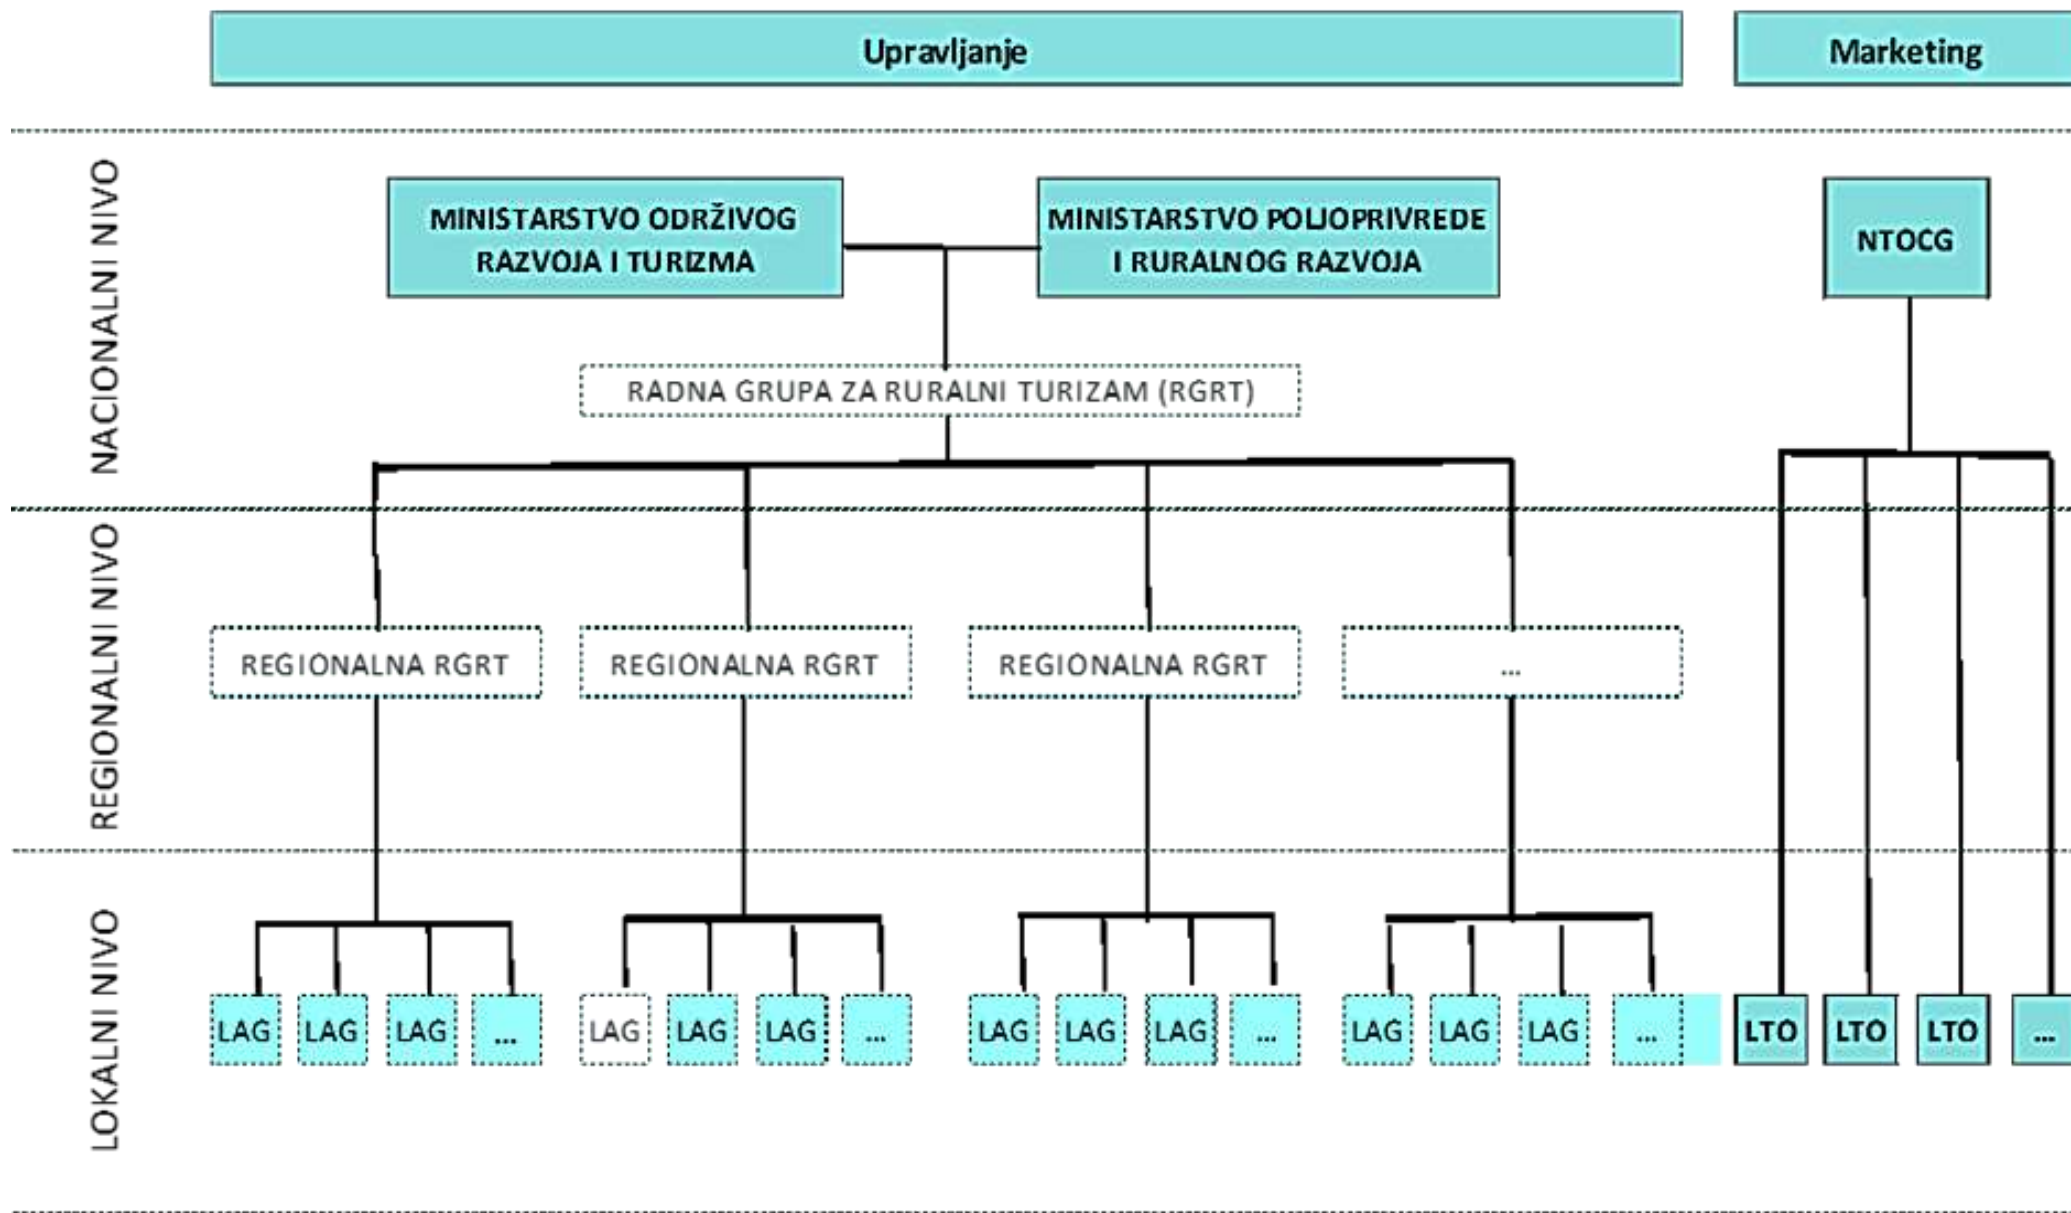 Upravljanje
Marketing
NACIONALNI NIVO
MINISTARSTVO ODRŽIVOG
RAZVOJA I TURIZMA
MINISTARSTVO POLJOPRIVREDE
I RURALNOG RAZVOJA
NTOCG
RADNA GRUPA ZA RURALNI TURIZAM (RGRT)
REGIONALNI NIVO
REGIONALNA RGRT
REGIONALNA RGRT
REGIONALNA RGRT
...
LOKALNI NIVO
LAG
LAG
LAG
...
LAG
LAG
LAG
...
LAG
LAG
LAG
...
LAG
LAG
LAG
...
LTO
LTO
LTO
...